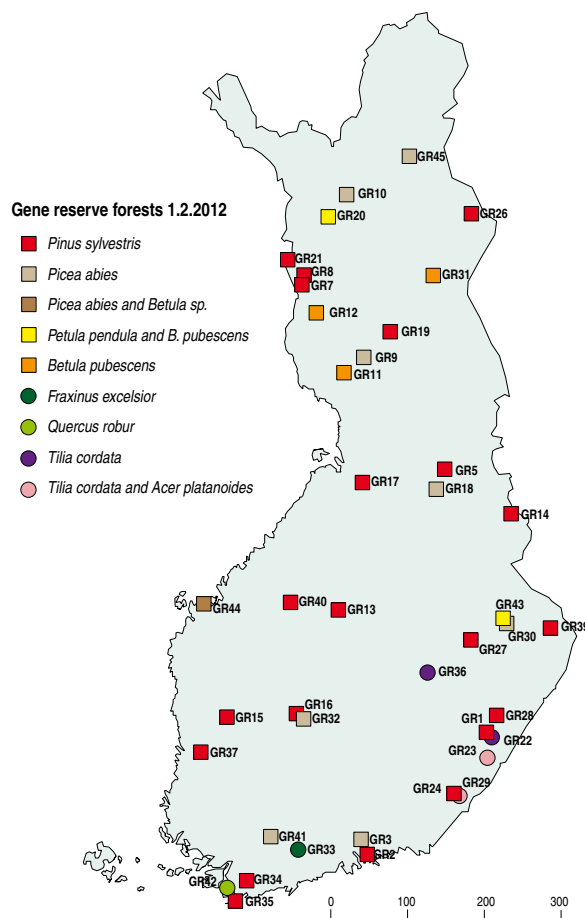 GR45
GR10
Gene reserve forests 1.2.2012
GR20
GR26
Pinus sylvestris
GR21
GR8
Picea abies
GR31
GR7
Picea abies and Betula sp.
GR12
Petula pendula and B. pubescens
GR19
GR9
Betula pubescens
GR11
Fraxinus excelsior
Quercus robur
Tilia cordata
GR5
GR17
GR18
Tilia cordata and Acer platanoides
GR14
GR44
GR40
GR13
GR43
GR39
GR30
GR27
GR36
GR16
GR28
GR15
GR32
GR1
GR22
GR37
GR23
GR29
GR24
GR41
GR3
GR33
GR2
GR34
GR42
GR35
0 100 200 300